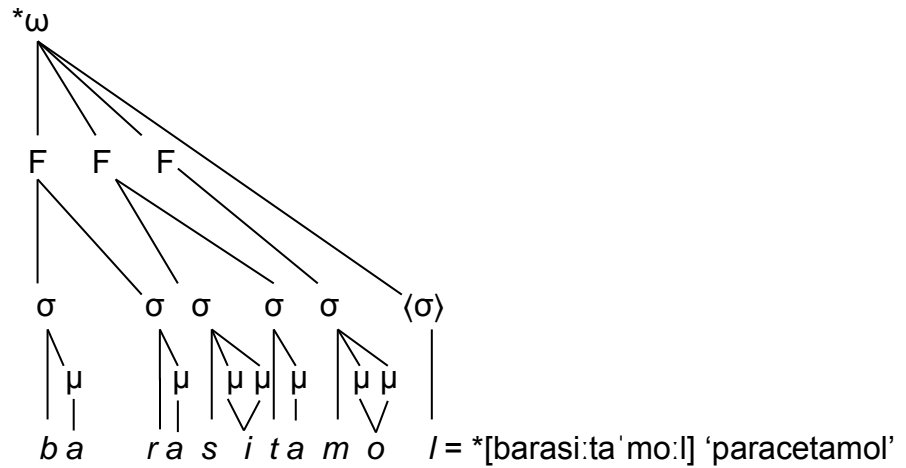 *ω
F F F
σ σ σ σ σ ⟨σ⟩
μ μ μ μ μ μ μ
b a r a s i t a m o l = *[barasiːtaˈmoːl] ‘paracetamol’